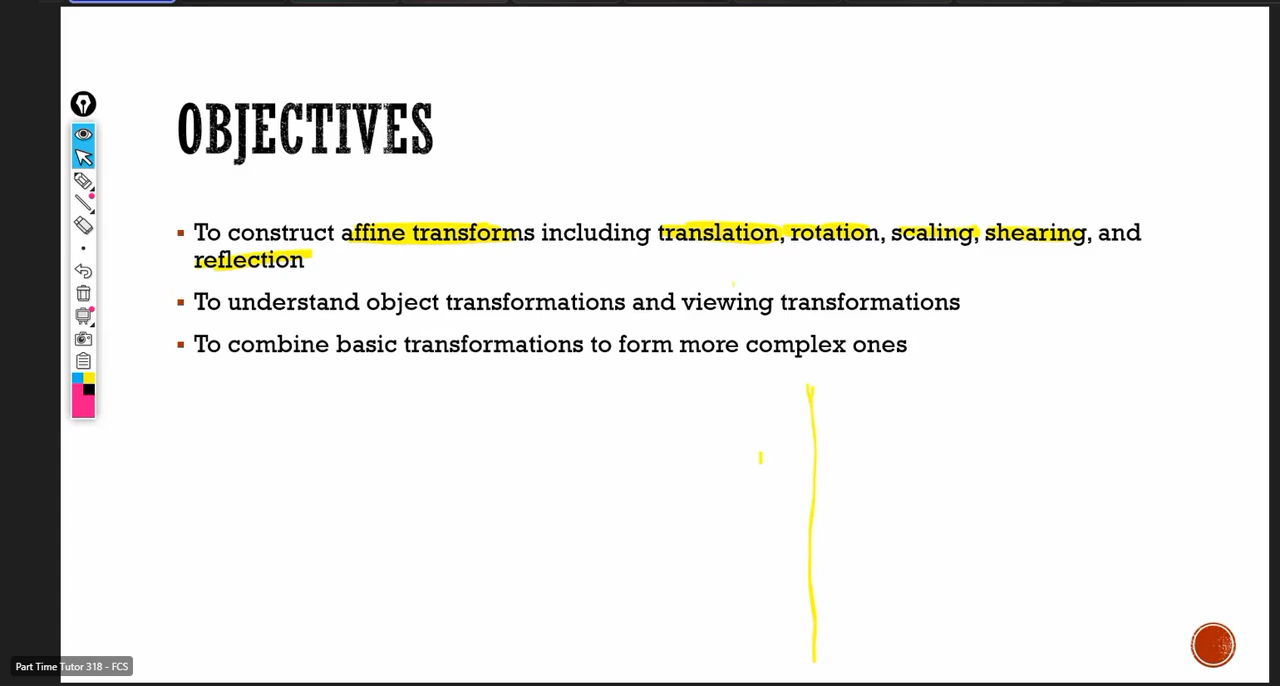 OBJECTIVES
▪ To construct affine transforms including translation, rotation, scaling, shearing, and
reflection
▪ To understand object transformations and viewing transformations
▪ To combine basic transformations to form more complex ones
Part Time Tutor 318 - FCS